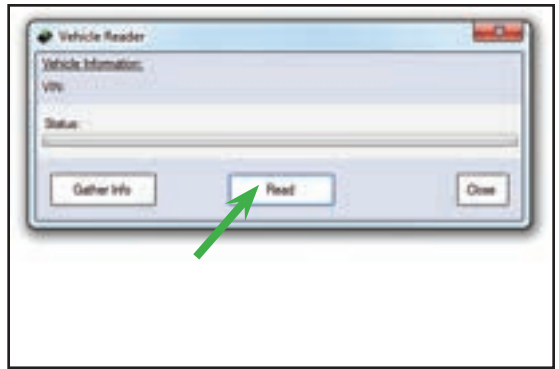 Vehicle Reader
Vehicle Information:
VIN:
Status:
Gather Info
Read
Close